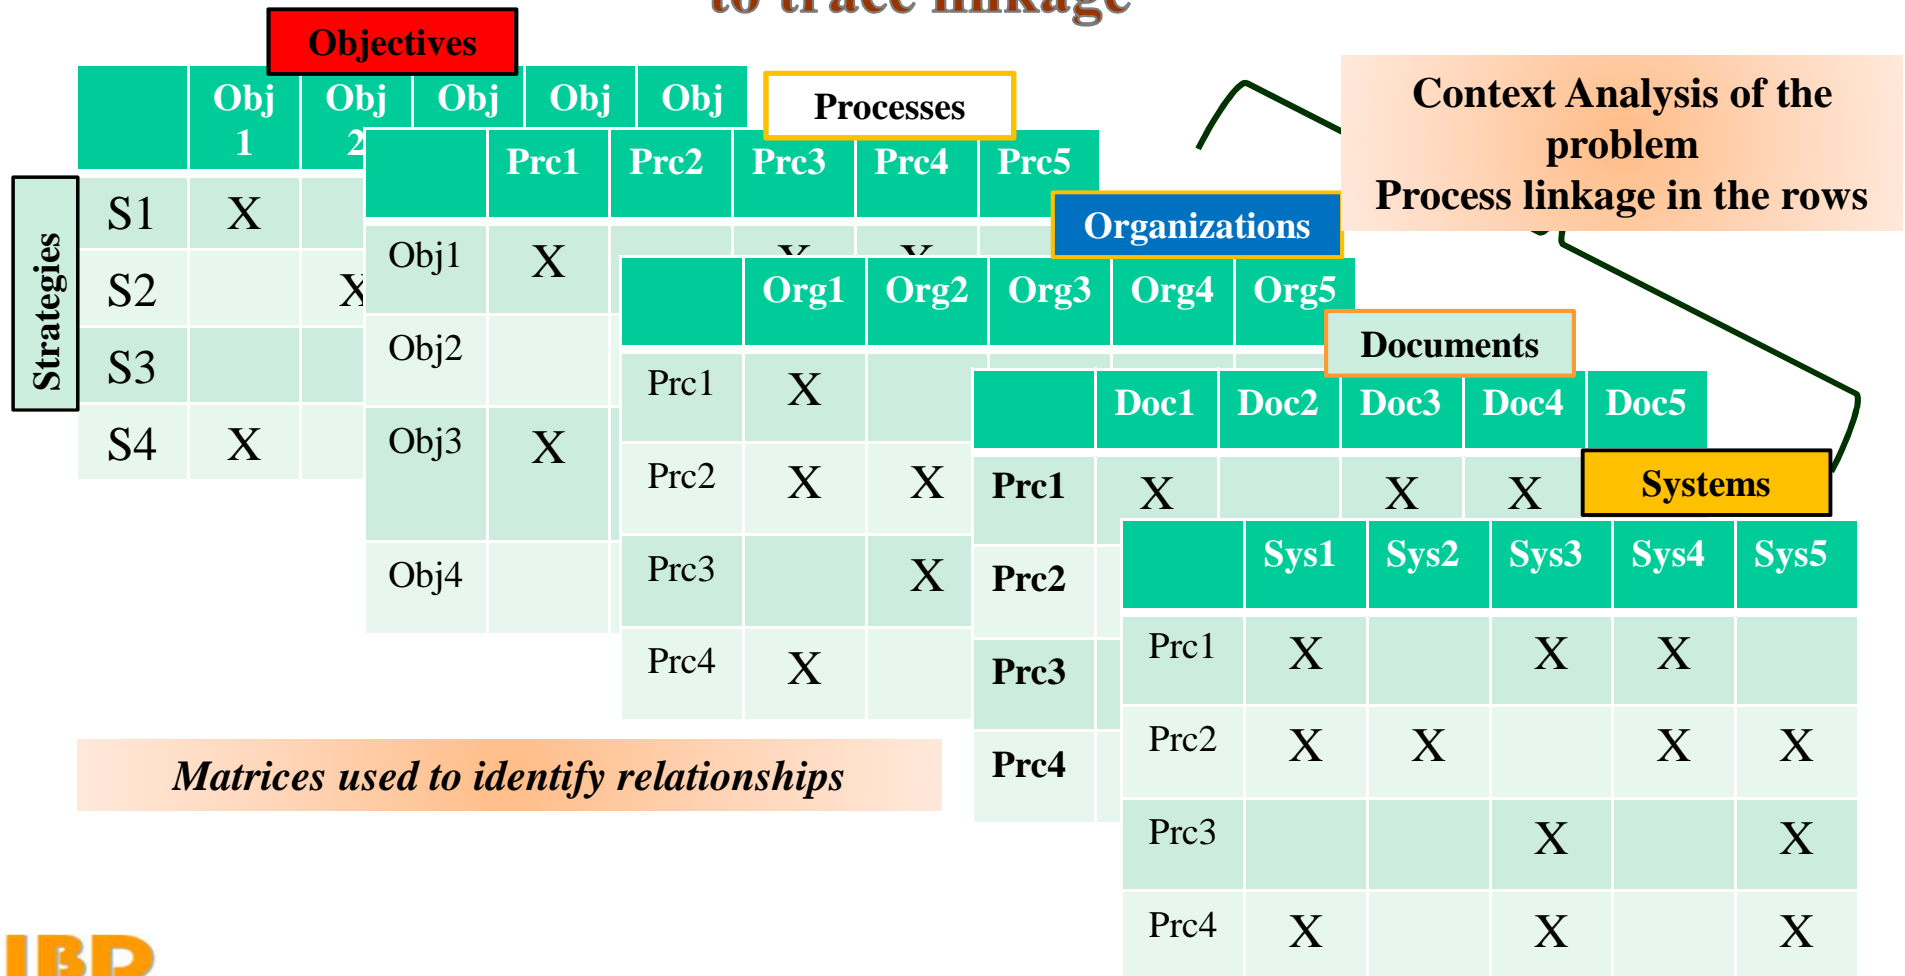 to trace linkage
Objectives
Obj 1 Obj 2 Obj Obj Obj
Strategies
S1 X
S2 X
S3
S4 X
Processes
Prc1 Prc2 Prc3 Prc4 Prc5
Obj1 X X X
Obj2
Obj3 X
Obj4
Organizations
Org1 Org2 Org3 Org4 Org5
Prc1 X
Prc2 X X
Prc3 X
Prc4 X
Documents
Doc1 Doc2 Doc3 Doc4 Doc5
Prc1 X X X
Prc2
Prc3
Prc4
Systems
Sys1 Sys2 Sys3 Sys4 Sys5
Prc1 X X X
Prc2 X X X X
Prc3 X X
Prc4 X X X
Context Analysis of the
problem
Process linkage in the rows
Matrices used to identify relationships
IBD